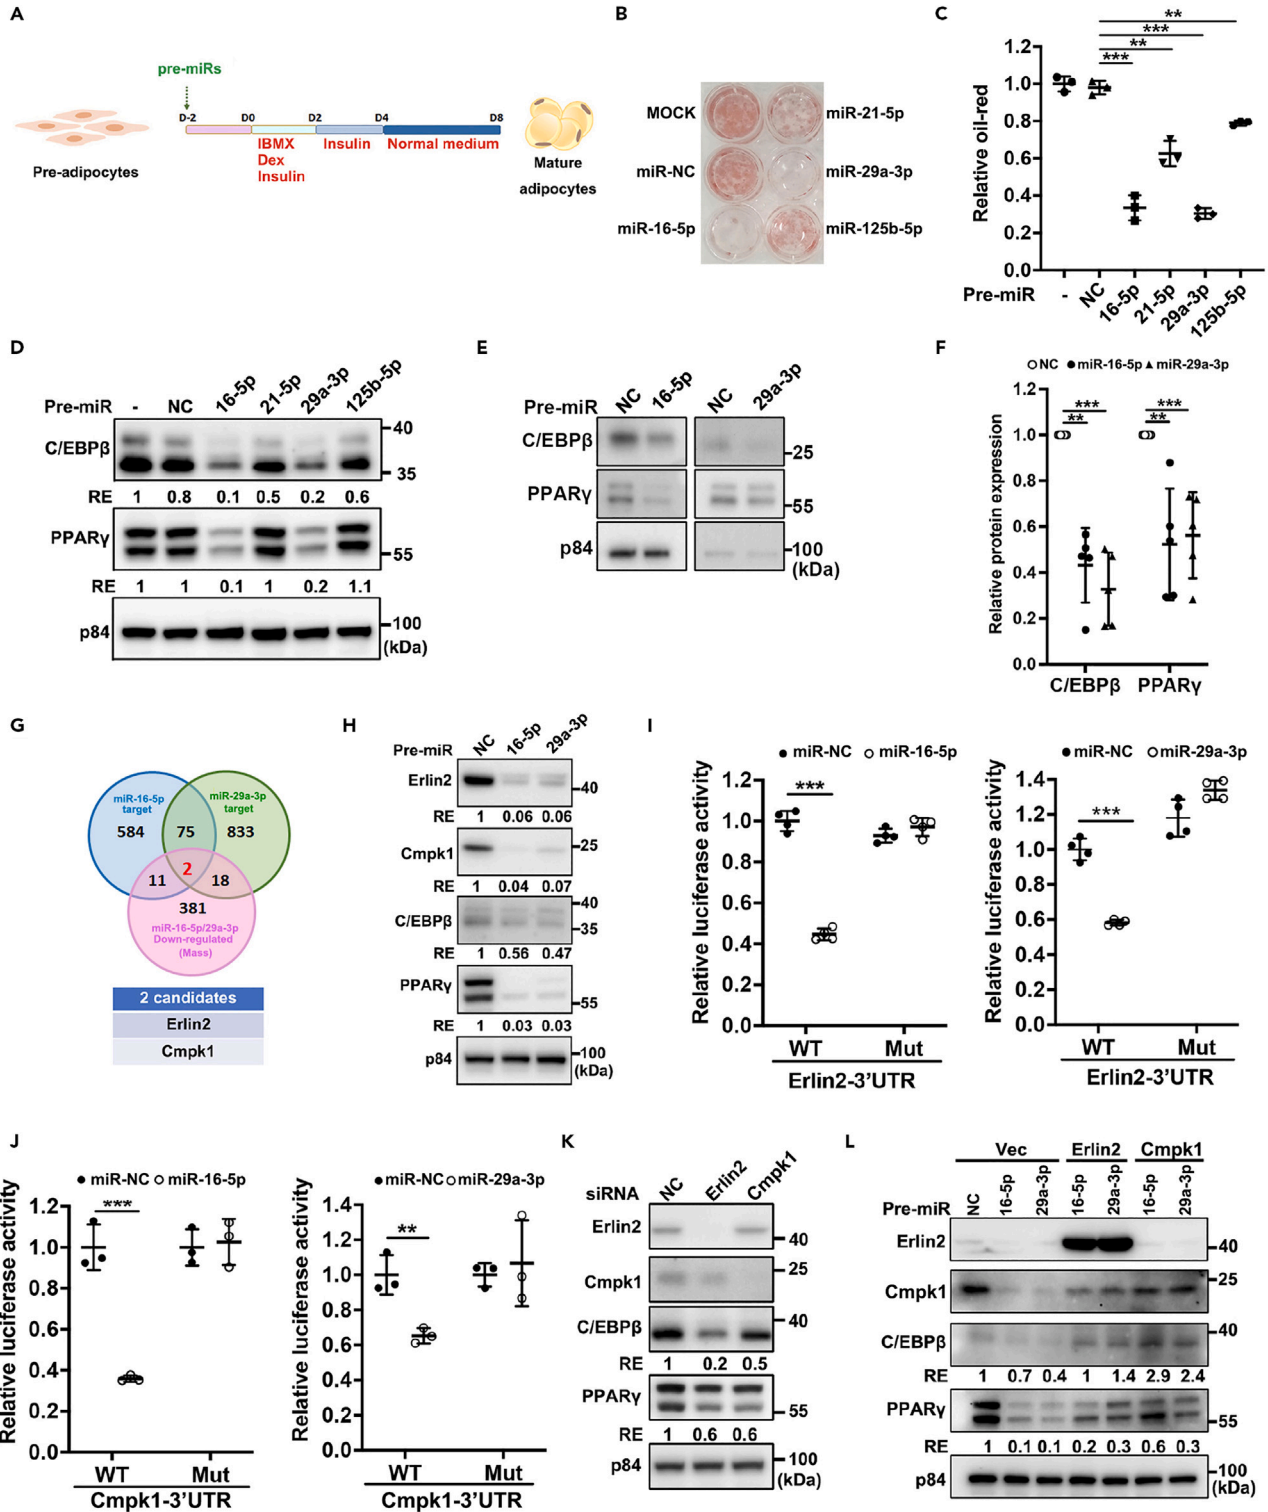 A
pre-miRs
D-2 D0 D2 D4 D8
IBMX
Dex
Insulin
Insulin
Normal medium
Pre-adipocytes
Mature
adipocytes
B
MOCK
miR-NC
miR-16-5p
miR-21-5p
miR-29a-3p
miR-125b-5p
C
**
***
**
***
Relative oil-red
1.2
1.0
0.8
0.6
0.4
0.2
0.0
Pre-miR - NC 16-5p 21-5p 29a-3p 125b-5p
D
Pre-miR - NC 16-5p 21-5p 29a-3p 125b-5p
C/EBPβ
40
35
RE 1 0.8 0.1 0.5 0.2 0.6
PPARγ
55
RE 1 1 0.1 1 0.2 1.1
p84
100
(kDa)
E
Pre-miR NC 16-5p NC 29a-3p
C/EBPβ
25
PPARγ
55
p84
100
(kDa)
F
NC miR-16-5p miR-29a-3p
Relative protein expression
1.2
1.0
0.8
0.6
0.4
0.2
0.0
***
**
***
**
C/EBPβ PPARγ
G
miR-16-5p
target
miR-29a-3p
target
584 75 833
2
11 18
381
miR-16-5p/29a-3p
Down-regulated
(Mass)
2 candidates
Erlin2
Cmpk1
H
Pre-miR NC 16-5p 29a-3p
Erlin2
40
RE 1 0.06 0.06
Cmpk1
25
RE 1 0.04 0.07
C/EBPβ
40
35
RE 1 0.56 0.47
PPARγ
55
RE 1 0.03 0.03
p84
100
(kDa)
I
miR-NC miR-16-5p
Relative luciferase activity
1.2
1.0
0.8
0.6
0.4
0.2
0.0
***
WT Mut
Erlin2-3’UTR
miR-NC miR-29a-3p
Relative luciferase activity
1.4
1.2
1.0
0.8
0.6
0.4
0.2
0.0
***
WT Mut
Erlin2-3’UTR
J
miR-NC miR-16-5p
Relative luciferase activity
1.2
1.0
0.8
0.6
0.4
0.2
0.0
***
WT Mut
Cmpk1-3’UTR
miR-NC miR-29a-3p
Relative luciferase activity
1.4
1.2
1.0
0.8
0.6
0.4
0.2
0.0
**
WT Mut
Cmpk1-3’UTR
K
siRNA NC Erlin2 Cmpk1
Erlin2
40
Cmpk1
25
C/EBPβ
40
RE 1 0.2 0.5
PPARγ
55
RE 1 0.6 0.6
p84
100
(kDa)
L
Vec Erlin2 Cmpk1
Pre-miR NC 16-5p 29a-3p 16-5p 29a-3p 16-5p 29a-3p
Erlin2
40
Cmpk1
25
C/EBPβ
40
RE 1 0.7 0.4 1 1.4 2.9 2.4
PPARγ
55
RE 1 0.1 0.1 0.2 0.3 0.6 0.3
p84
100
(kDa)